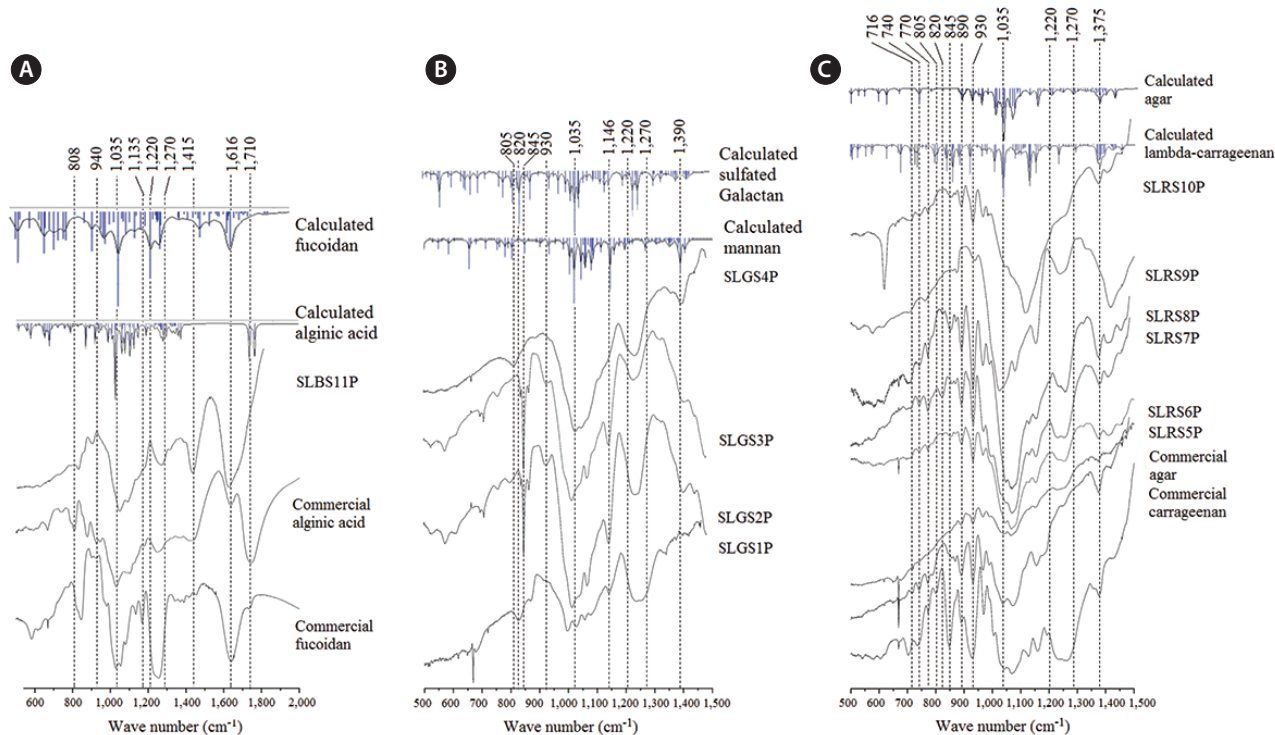 A
808
940
1,035
1,135
1,220
1,270
1,415
1,616
1,710
Calculated
fucoidan
Calculated
alginic acid
SLBS11P
Commercial
alginic acid
Commercial
fucoidan
600
800
1,000
1,200
1,400
1,600
1,800
2,000
Wave number (cm-1)
B
805
820
845
930
1,035
1,146
1,220
1,270
1,390
Calculated
sulfated
Galactan
Calculated
mannan
SLGS4P
SLGS3P
SLGS2P
SLGS1P
500
600
700
800
900
1,000
1,100
1,200
1,300
1,400
1,500
Wave number (cm-1)
C
716
740
770
805
820
845
890
930
1,035
1,220
1,270
1,375
Calculated
agar
Calculated
lambda-carrageenan
SLRS10P
SLRS9P
SLRS8P
SLRS7P
SLRS6P
SLRS5P
Commercial
agar
Commercial
carrageenan
500
600
700
800
900
1,000
1,100
1,200
1,300
1,400
1,500
Wave number (cm-1)